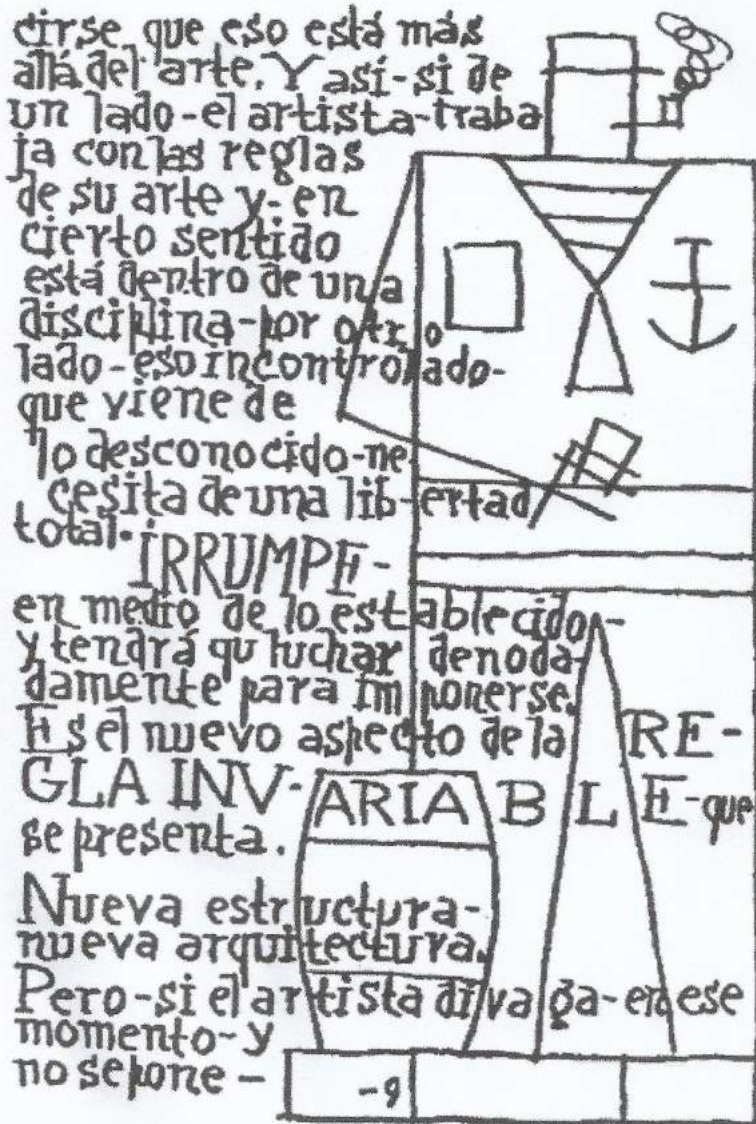 cirse que eso está más
allá del arte. Y así-si de
un lado-el artista-traba
ja con las reglas
de su arte y-en
cierto sentido
está dentro de una
disciplina-por otro
lado-eso incontrolado-
que viene de
lo desconocido-ne
cesita de una libertad
total.
IRRUMPE-
en medio de lo establecido-
y tendrá qu luchar denoda-
damente para imponerse.
Es el nuevo aspecto de la RE-
GLA INV-ARIABLE-que
se presenta.
Nueva estructura-
nueva arquitectura.
Pero-si el artista divaga-en ese
momento-y
no se pone-
-9